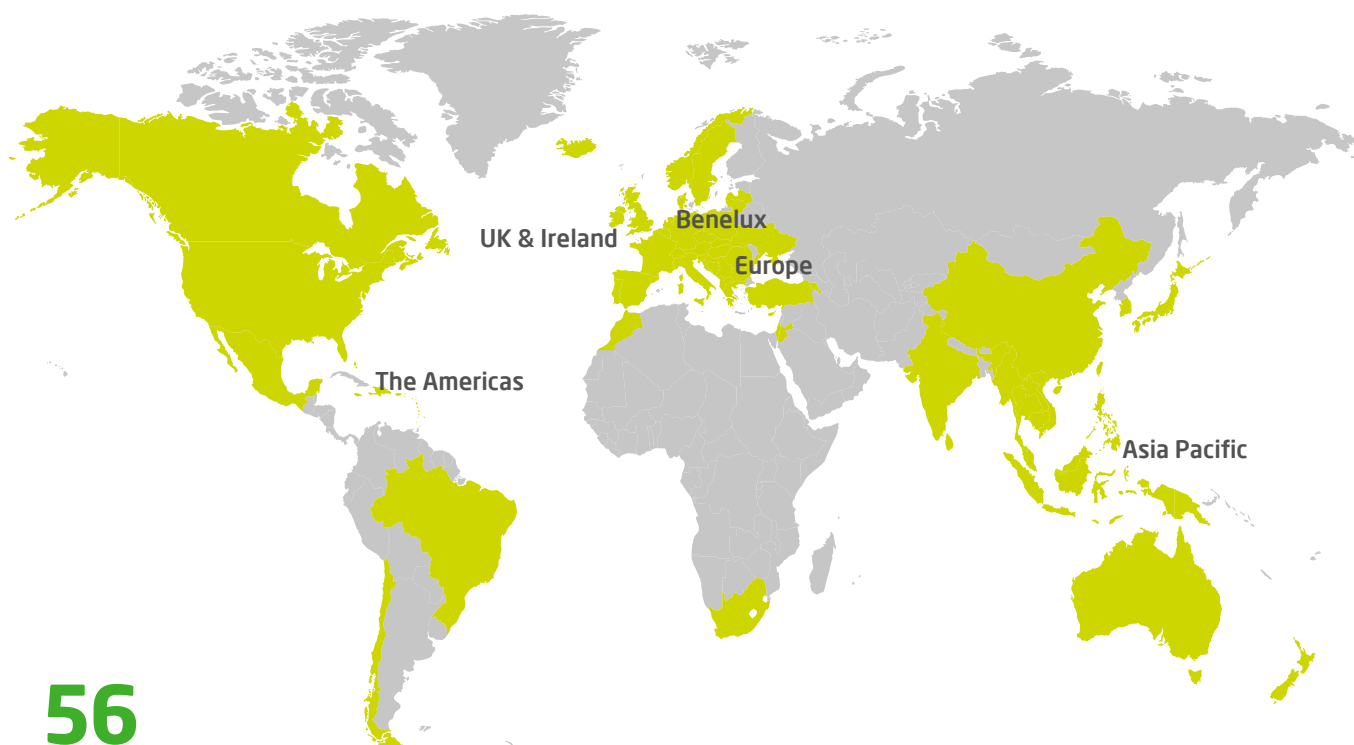 Benelux
UK & Ireland
Europe
The Americas
Asia Pacific
56